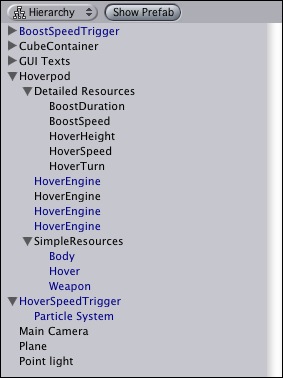 Hierarchy
Show Prefab
BoostSpeedTrigger
CubeContainer
GUI Texts
Hoverpod
Detailed Resources
BoostDuration
BoostSpeed
HoverHeight
HoverSpeed
HoverTurn
HoverEngine
HoverEngine
HoverEngine
HoverEngine
SimpleResources
Body
Hover
Weapon
HoverSpeedTrigger
Particle System
Main Camera
Plane
Point light